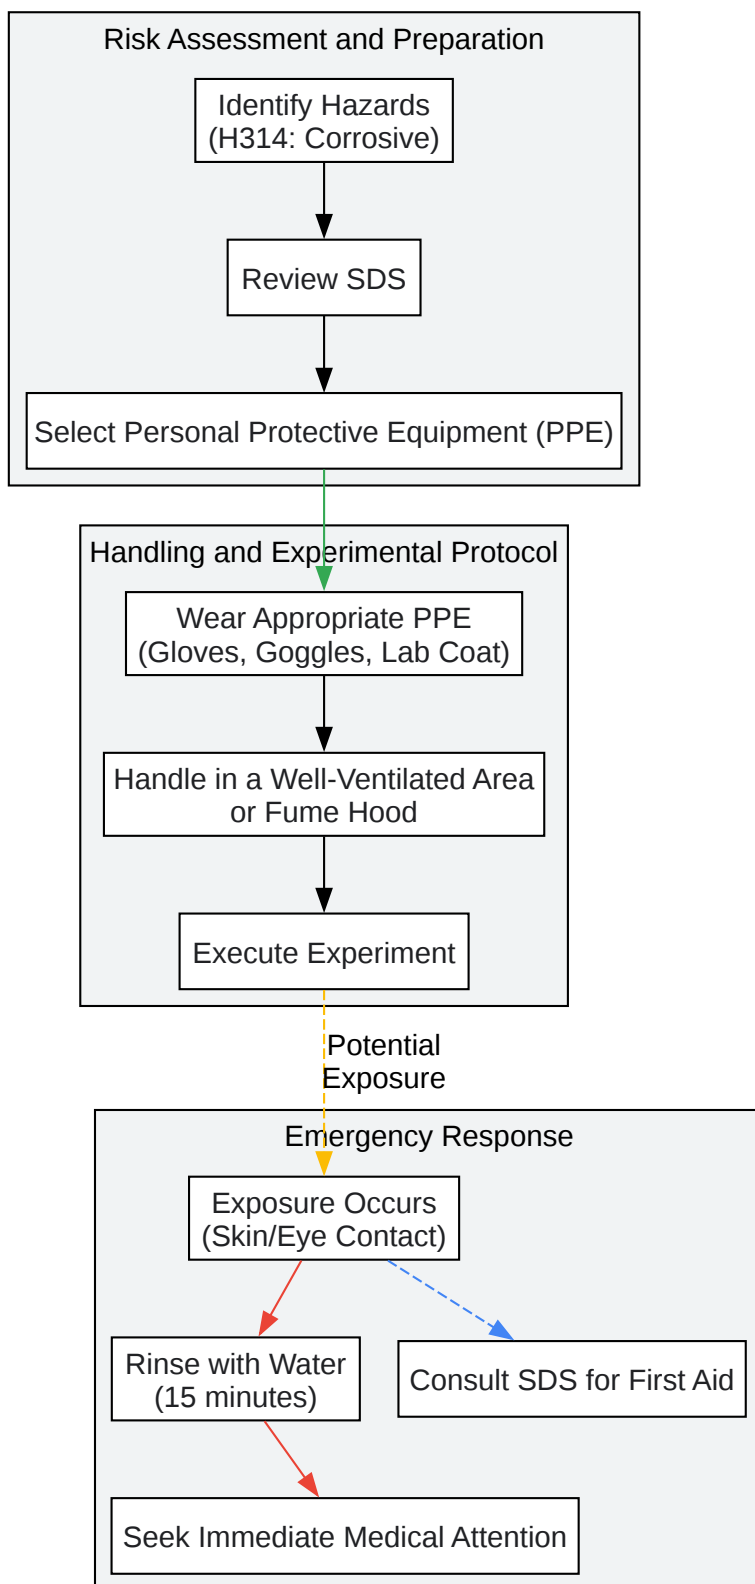 Risk Assessment and Preparation
Identify Hazards
(H314: Corrosive)
Review SDS
Select Personal Protective Equipment (PPE)
Handling and Experimental Protocol
Wear Appropriate PPE
(Gloves, Goggles, Lab Coat)
Handle in a Well-Ventilated Area
or Fume Hood
Execute Experiment
Potential
Exposure
Emergency Response
Exposure Occurs
(Skin/Eye Contact)
Rinse with Water
(15 minutes)
Consult SDS for First Aid
Seek Immediate Medical Attention